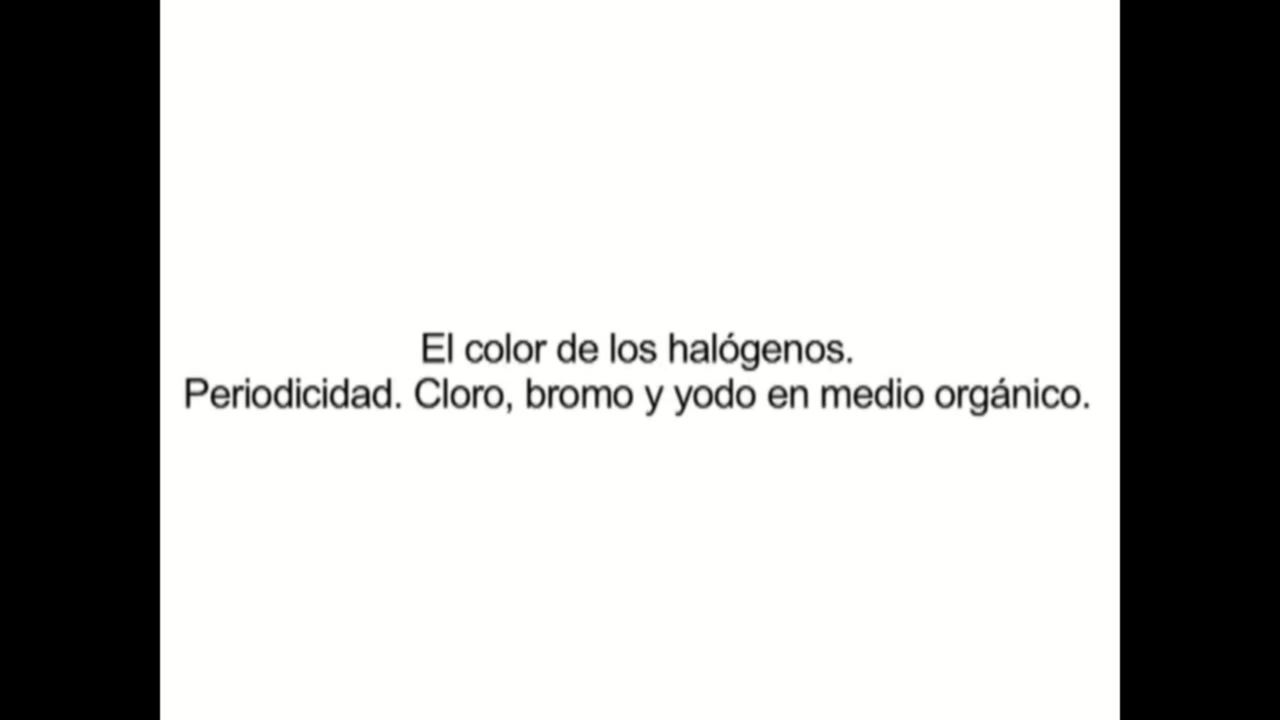 El color de los halógenos.
Periodicidad. Cloro, bromo y yodo en medio orgánico.